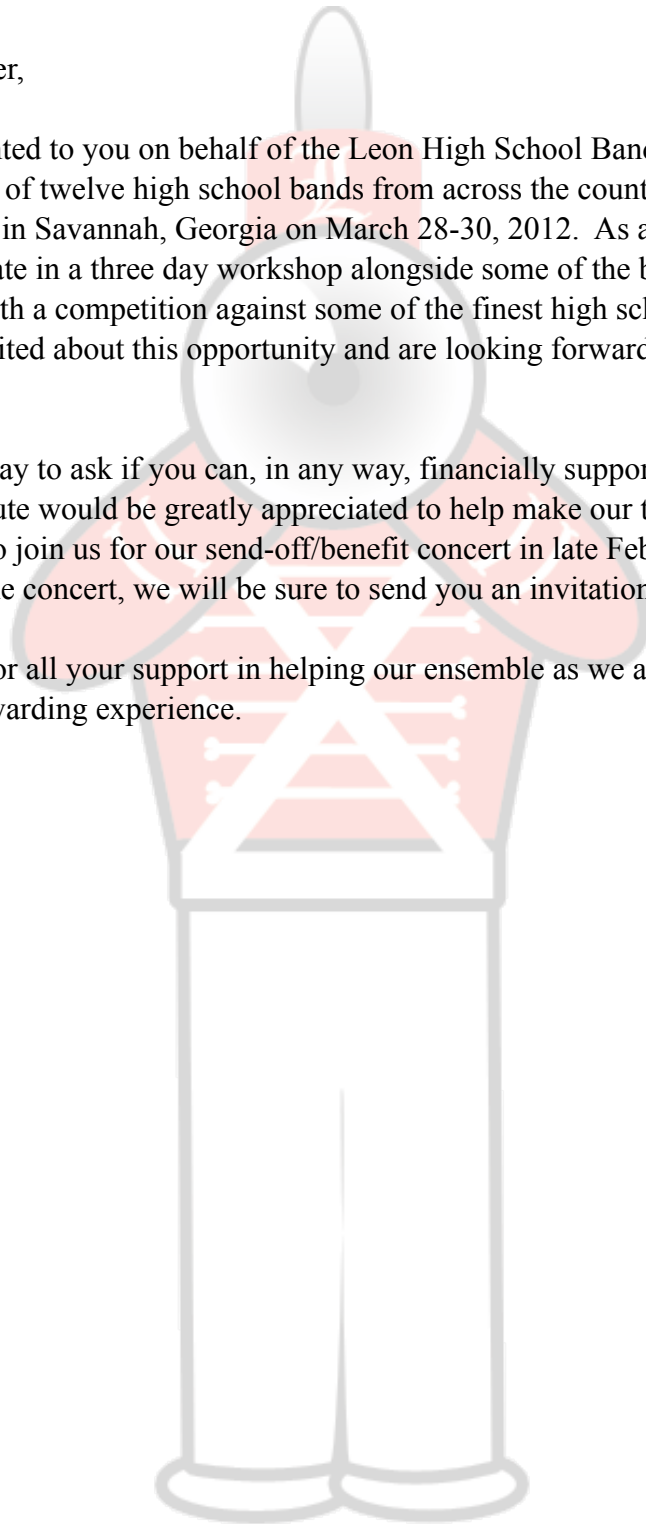 er,
nted to you on behalf of the Leon High School Band
of twelve high school bands from across the count
in Savannah, Georgia on March 28-30, 2012. As a
ate in a three day workshop alongside some of the b
th a competition against some of the finest high sch
ited about this opportunity and are looking forward
ay to ask if you can, in any way, financially suppor
ute would be greatly appreciated to help make our t
o join us for our send-off/benefit concert in late Feb
e concert, we will be sure to send you an invitation
or all your support in helping our ensemble as we a
varding experience.
L